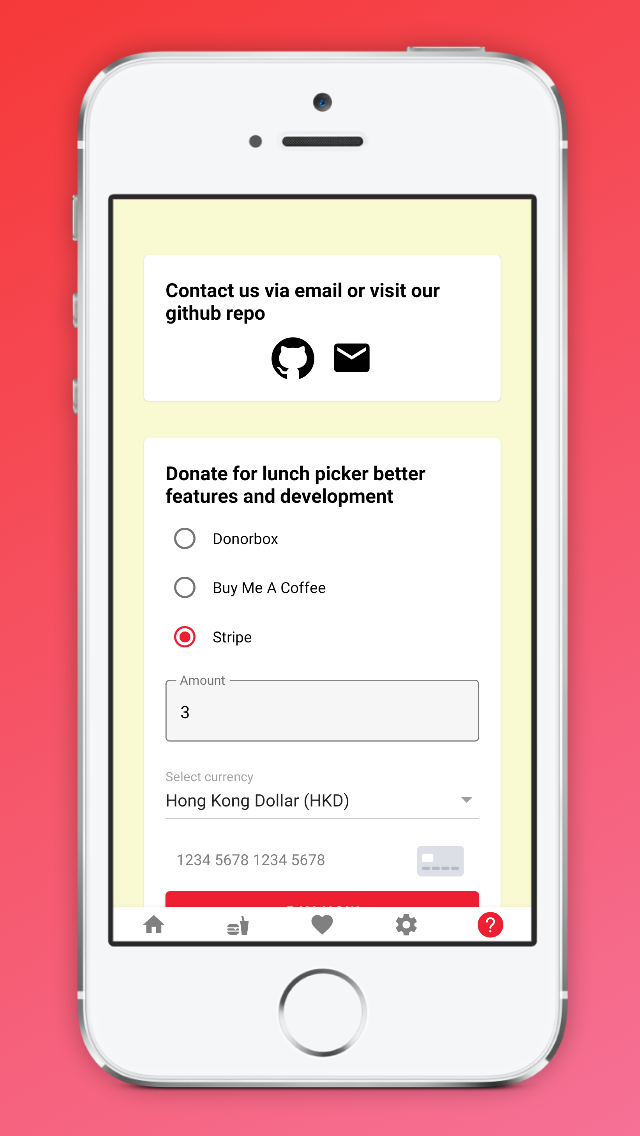 Contact us via email or visit our
github repo
Donate for lunch picker better
features and development
Donorbox
Buy Me A Coffee
Stripe
Amount
3
Select currency
Hong Kong Dollar (HKD)
1234 5678 1234 5678
?